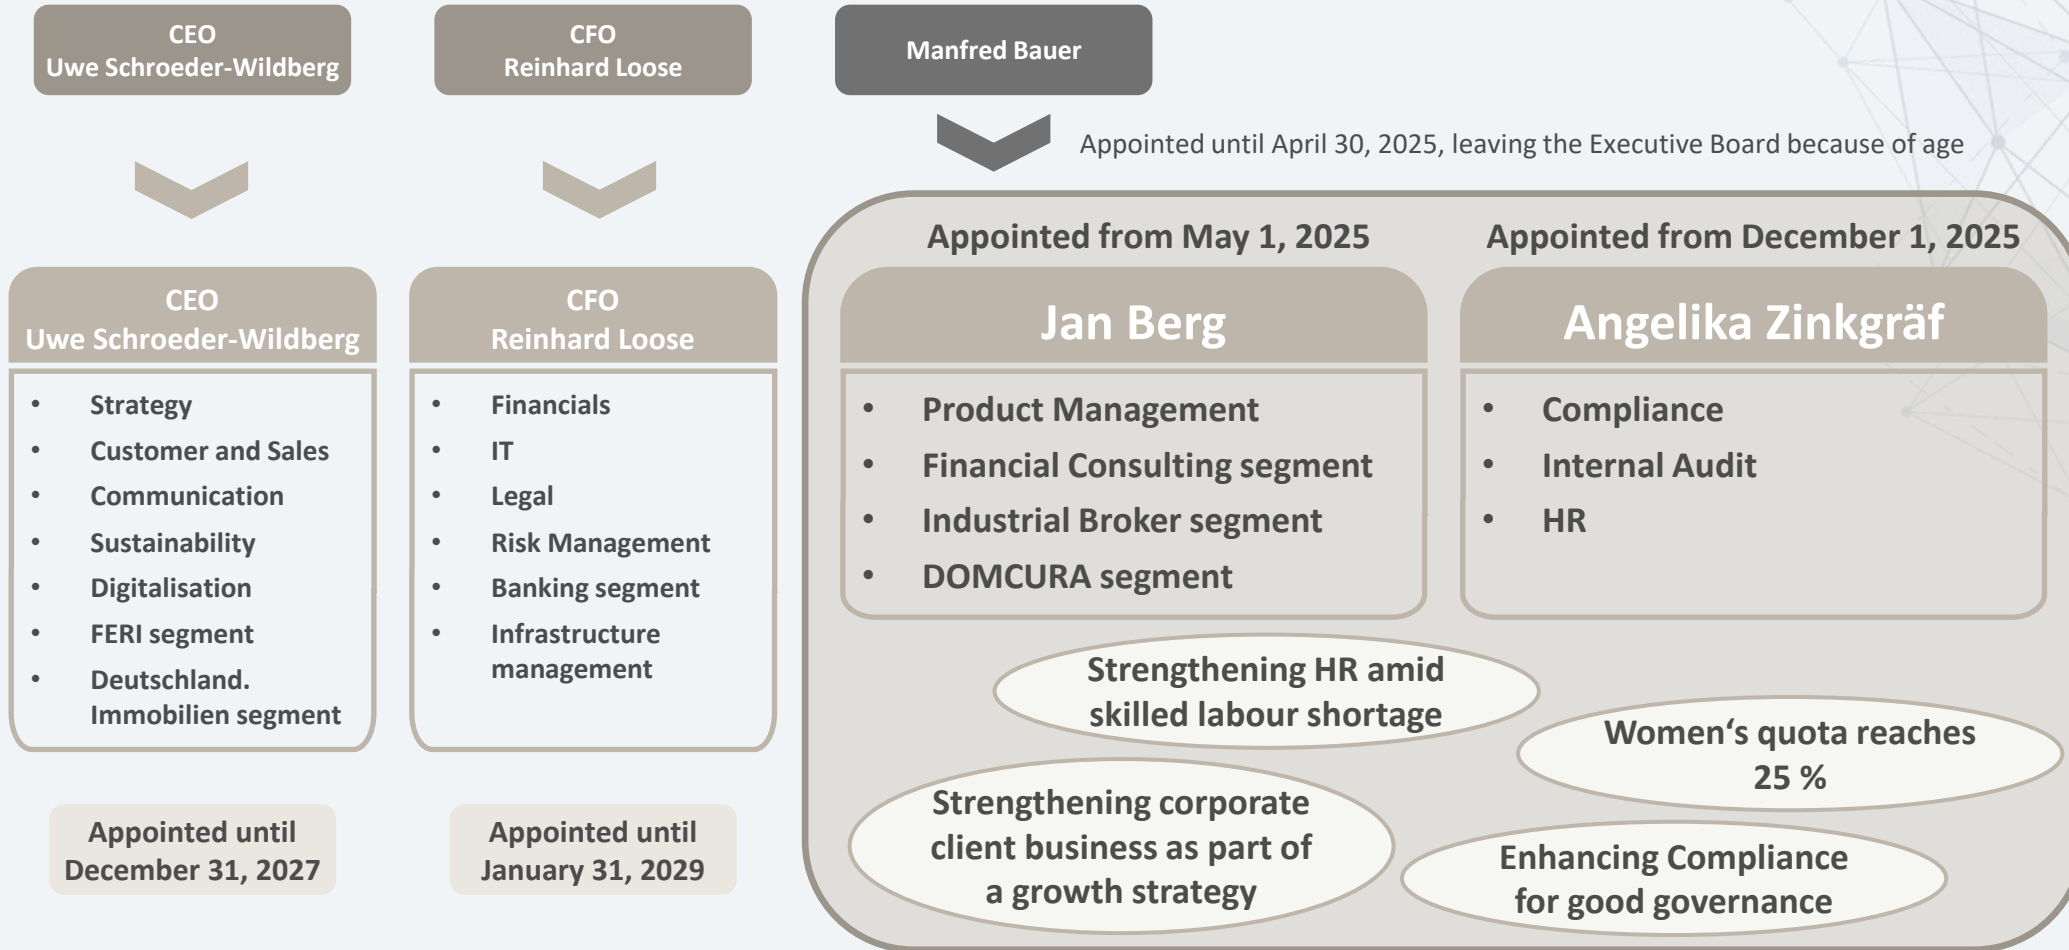 CEO
Uwe Schroeder-Wildberg
CFO
Reinhard Loose
Manfred Bauer
Appointed until April 30, 2025, leaving the Executive Board because of age
CEO
Uwe Schroeder-Wildberg
• Strategy
• Customer and Sales
• Communication
• Sustainability
• Digitalisation
• FERI segment
• Deutschland.
Immobilien segment
Appointed until
December 31, 2027
CFO
Reinhard Loose
• Financials
• IT
• Legal
• Risk Management
• Banking segment
• Infrastructure
management
Appointed until
January 31, 2029
Appointed from May 1, 2025
Jan Berg
• Product Management
• Financial Consulting segment
• Industrial Broker segment
• DOMCURA segment
Appointed from December 1, 2025
Angelika Zinkgräf
• Compliance
• Internal Audit
• HR
Strengthening HR amid
skilled labour shortage
Women‘s quota reaches
25 %
Strengthening corporate
client business as part of
a growth strategy
Enhancing Compliance
for good governance